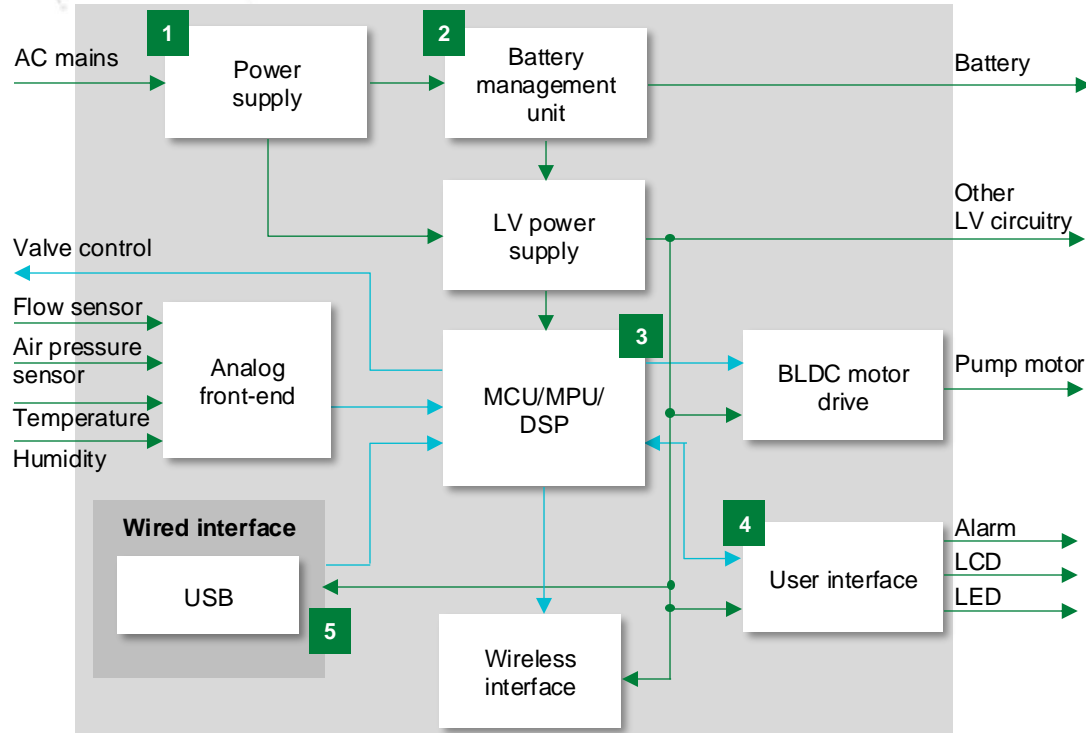 1
2
AC mains
Power
supply
Battery
management
unit
Battery
LV power
supply
Other
LV circuitry
Valve control
Flow sensor
Air pressure
sensor
Temperature
Humidity
Analog
front-end
3
MCU/MPU/
DSP
BLDC motor
drive
Pump motor
Wired interface
USB
5
4
User interface
Alarm
LCD
LED
Wireless
interface